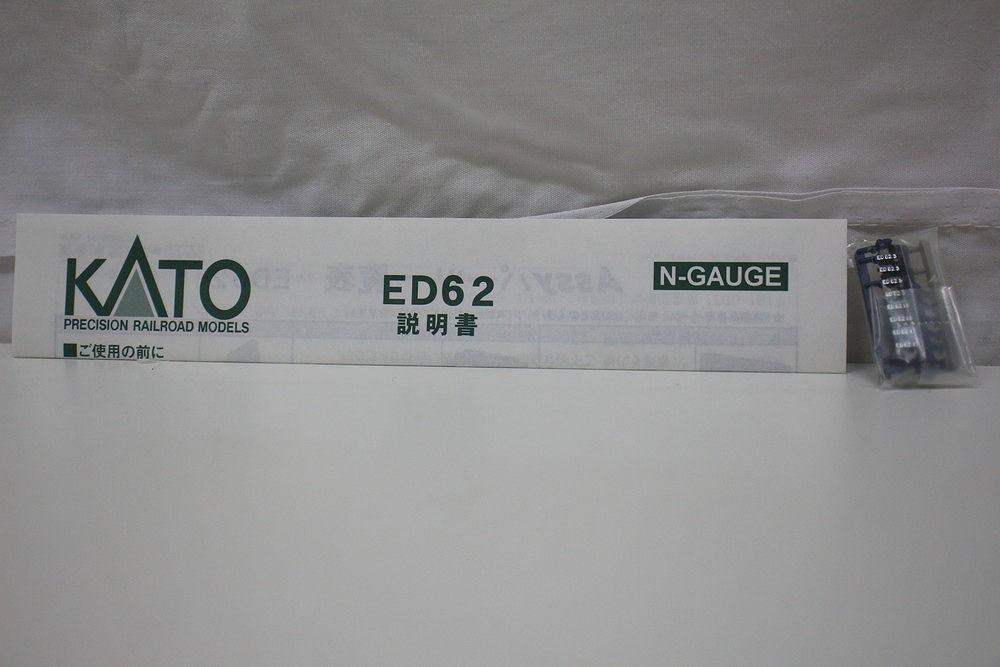 KATO
PRECISION RAILROAD MODELS
■ご使用の前に
ED62
説明書
N-GAUGE